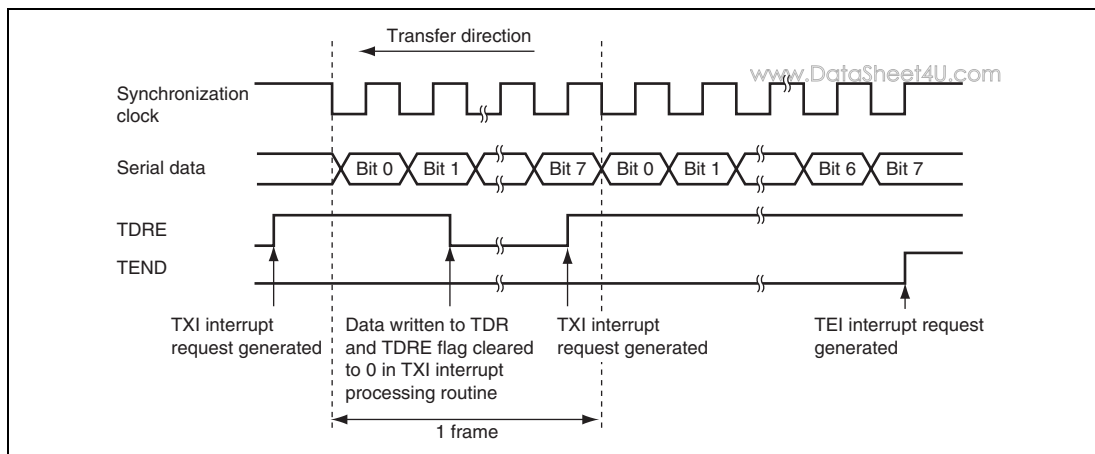 Transfer direction
www.DataSheet4U.com
Synchronization
clock
Serial data
Bit 0 Bit 1 Bit 7 Bit 0 Bit 1 Bit 6 Bit 7
TDRE
TEND
TXI interrupt
request generated
Data written to TDR
and TDRE flag cleared
to 0 in TXI interrupt
processing routine
TXI interrupt
request generated
TEI interrupt request
generated
1 frame